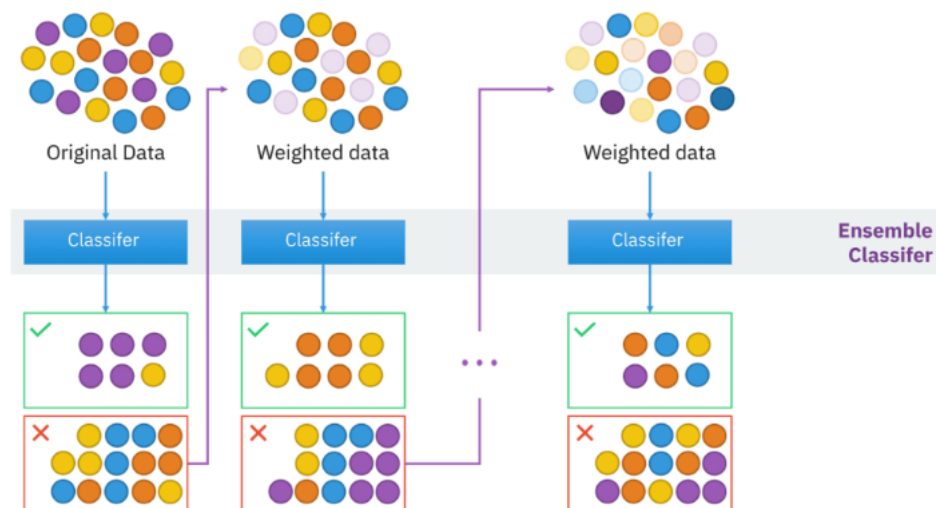 Original Data
Weighted data
Weighted data
Classifer
Classifer
Classifer
Ensemble
Classifer